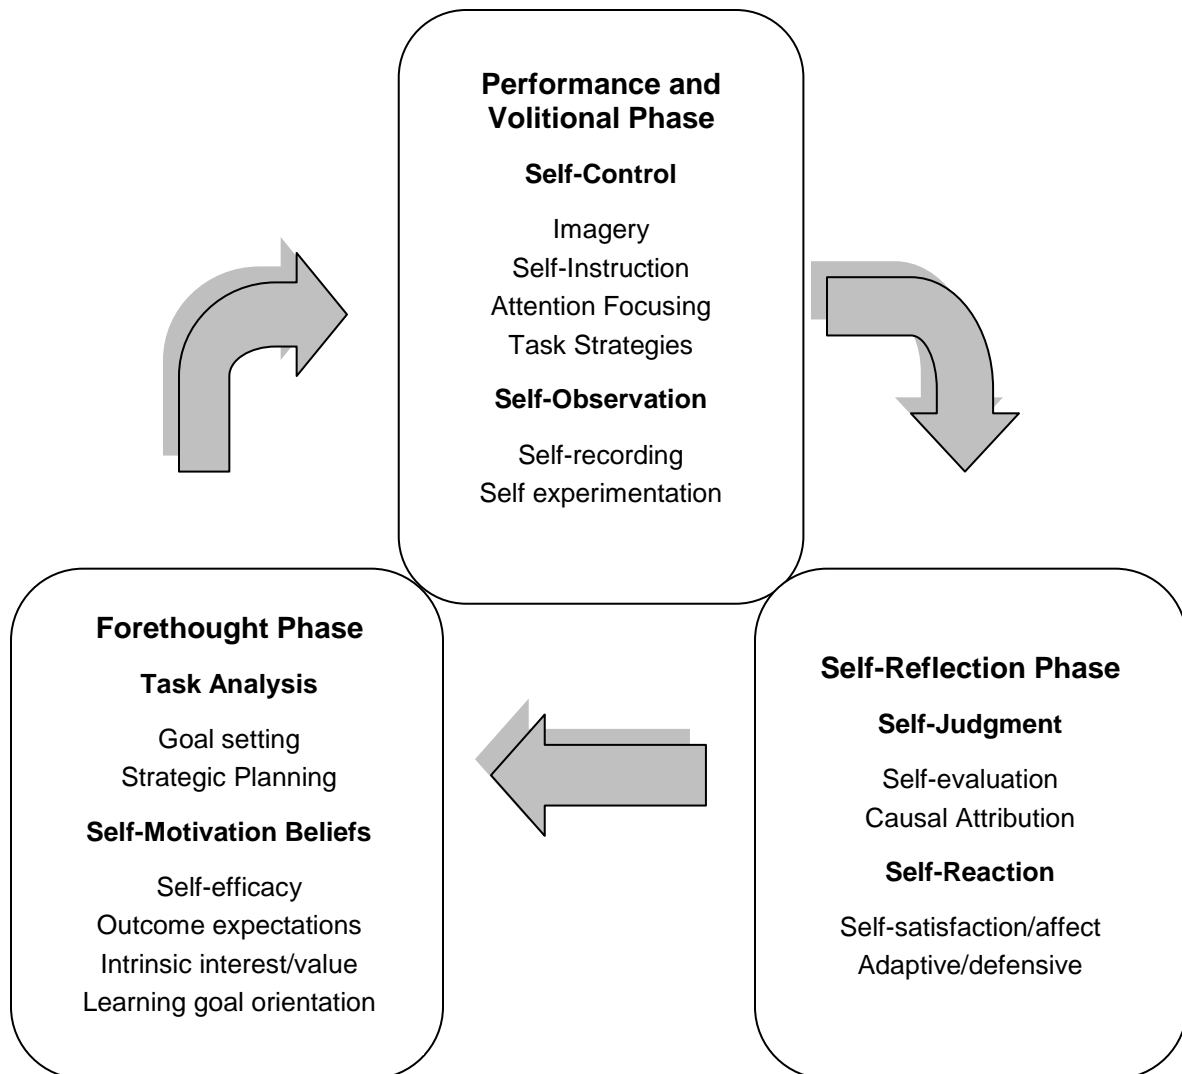 Performance and
Volitional Phase
Self-Control
Imagery
Self-Instruction
Attention Focusing
Task Strategies
Self-Observation
Self-recording
Self experimentation
Forethought Phase
Task Analysis
Goal setting
Strategic Planning
Self-Motivation Beliefs
Self-efficacy
Outcome expectations
Intrinsic interest/value
Learning goal orientation
Self-Reflection Phase
Self-Judgment
Self-evaluation
Causal Attribution
Self-Reaction
Self-satisfaction/affect
Adaptive/defensive